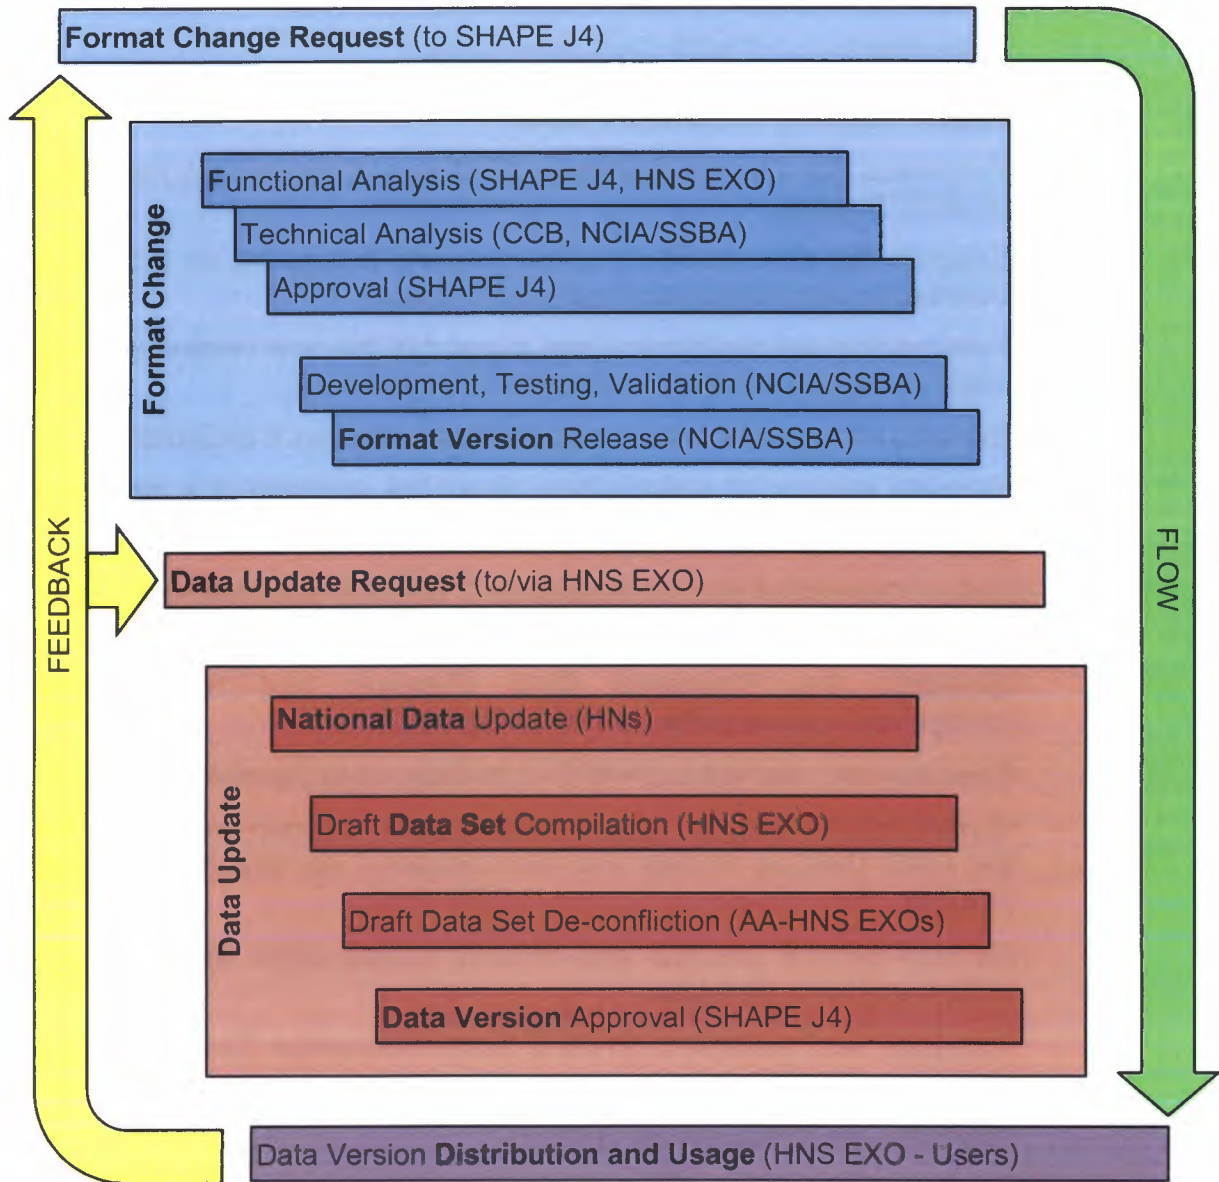 Format Change Request (to SHAPE J4)
Format Change
Functional Analysis (SHAPE J4, HNS EXO)
Technical Analysis (CCB, NCIA/SSBA)
Approval (SHAPE J4)
Development, Testing, Validation (NCIA/SSBA)
Format Version Release (NCIA/SSBA)
FEEDBACK
FLOW
Data Update Request (to/via HNS EXO)
Data Update
National Data Update (HNs)
Draft Data Set Compilation (HNS EXO)
Draft Data Set De-confliction (AA-HNS EXOs)
Data Version Approval (SHAPE J4)
Data Version Distribution and Usage (HNS EXO - Users)